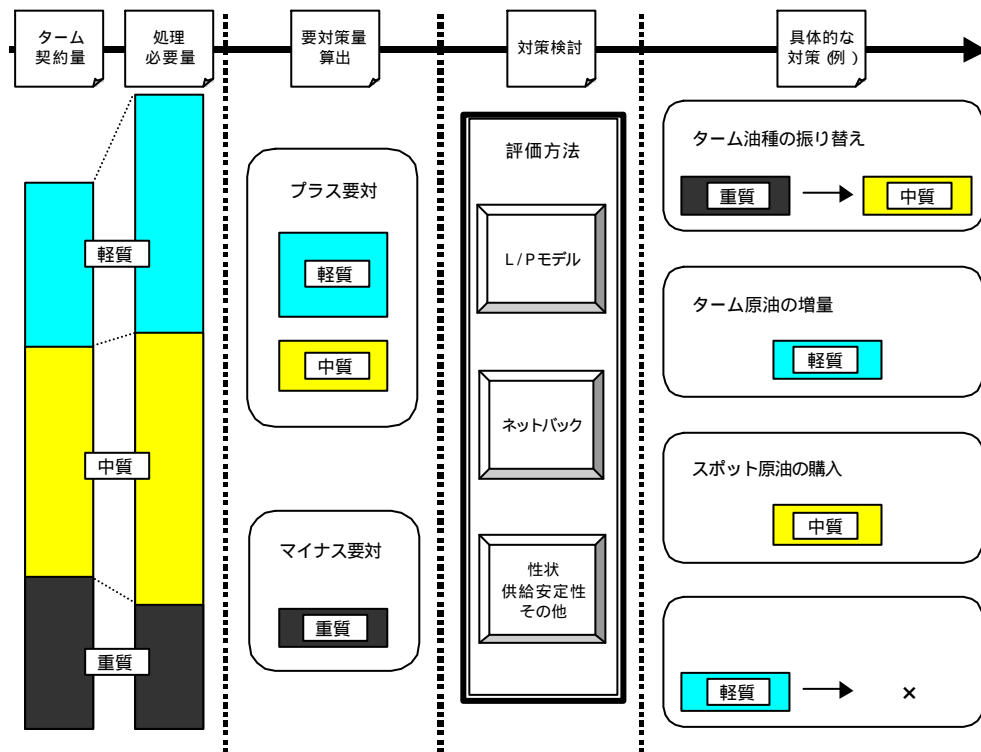 ターム
契約量
処理
必要量
要対策量
算出
対策検討
具体的な
対策（例）
軽質
中質
重質
プラス要対
軽質
中質
マイナス要対
重質
評価方法
L/Pモデル
ネットバック
性状
供給安定性
その他
ターム油種の振り替え
重質
中質
ターム原油の増量
軽質
スポット原油の購入
中質
軽質
×